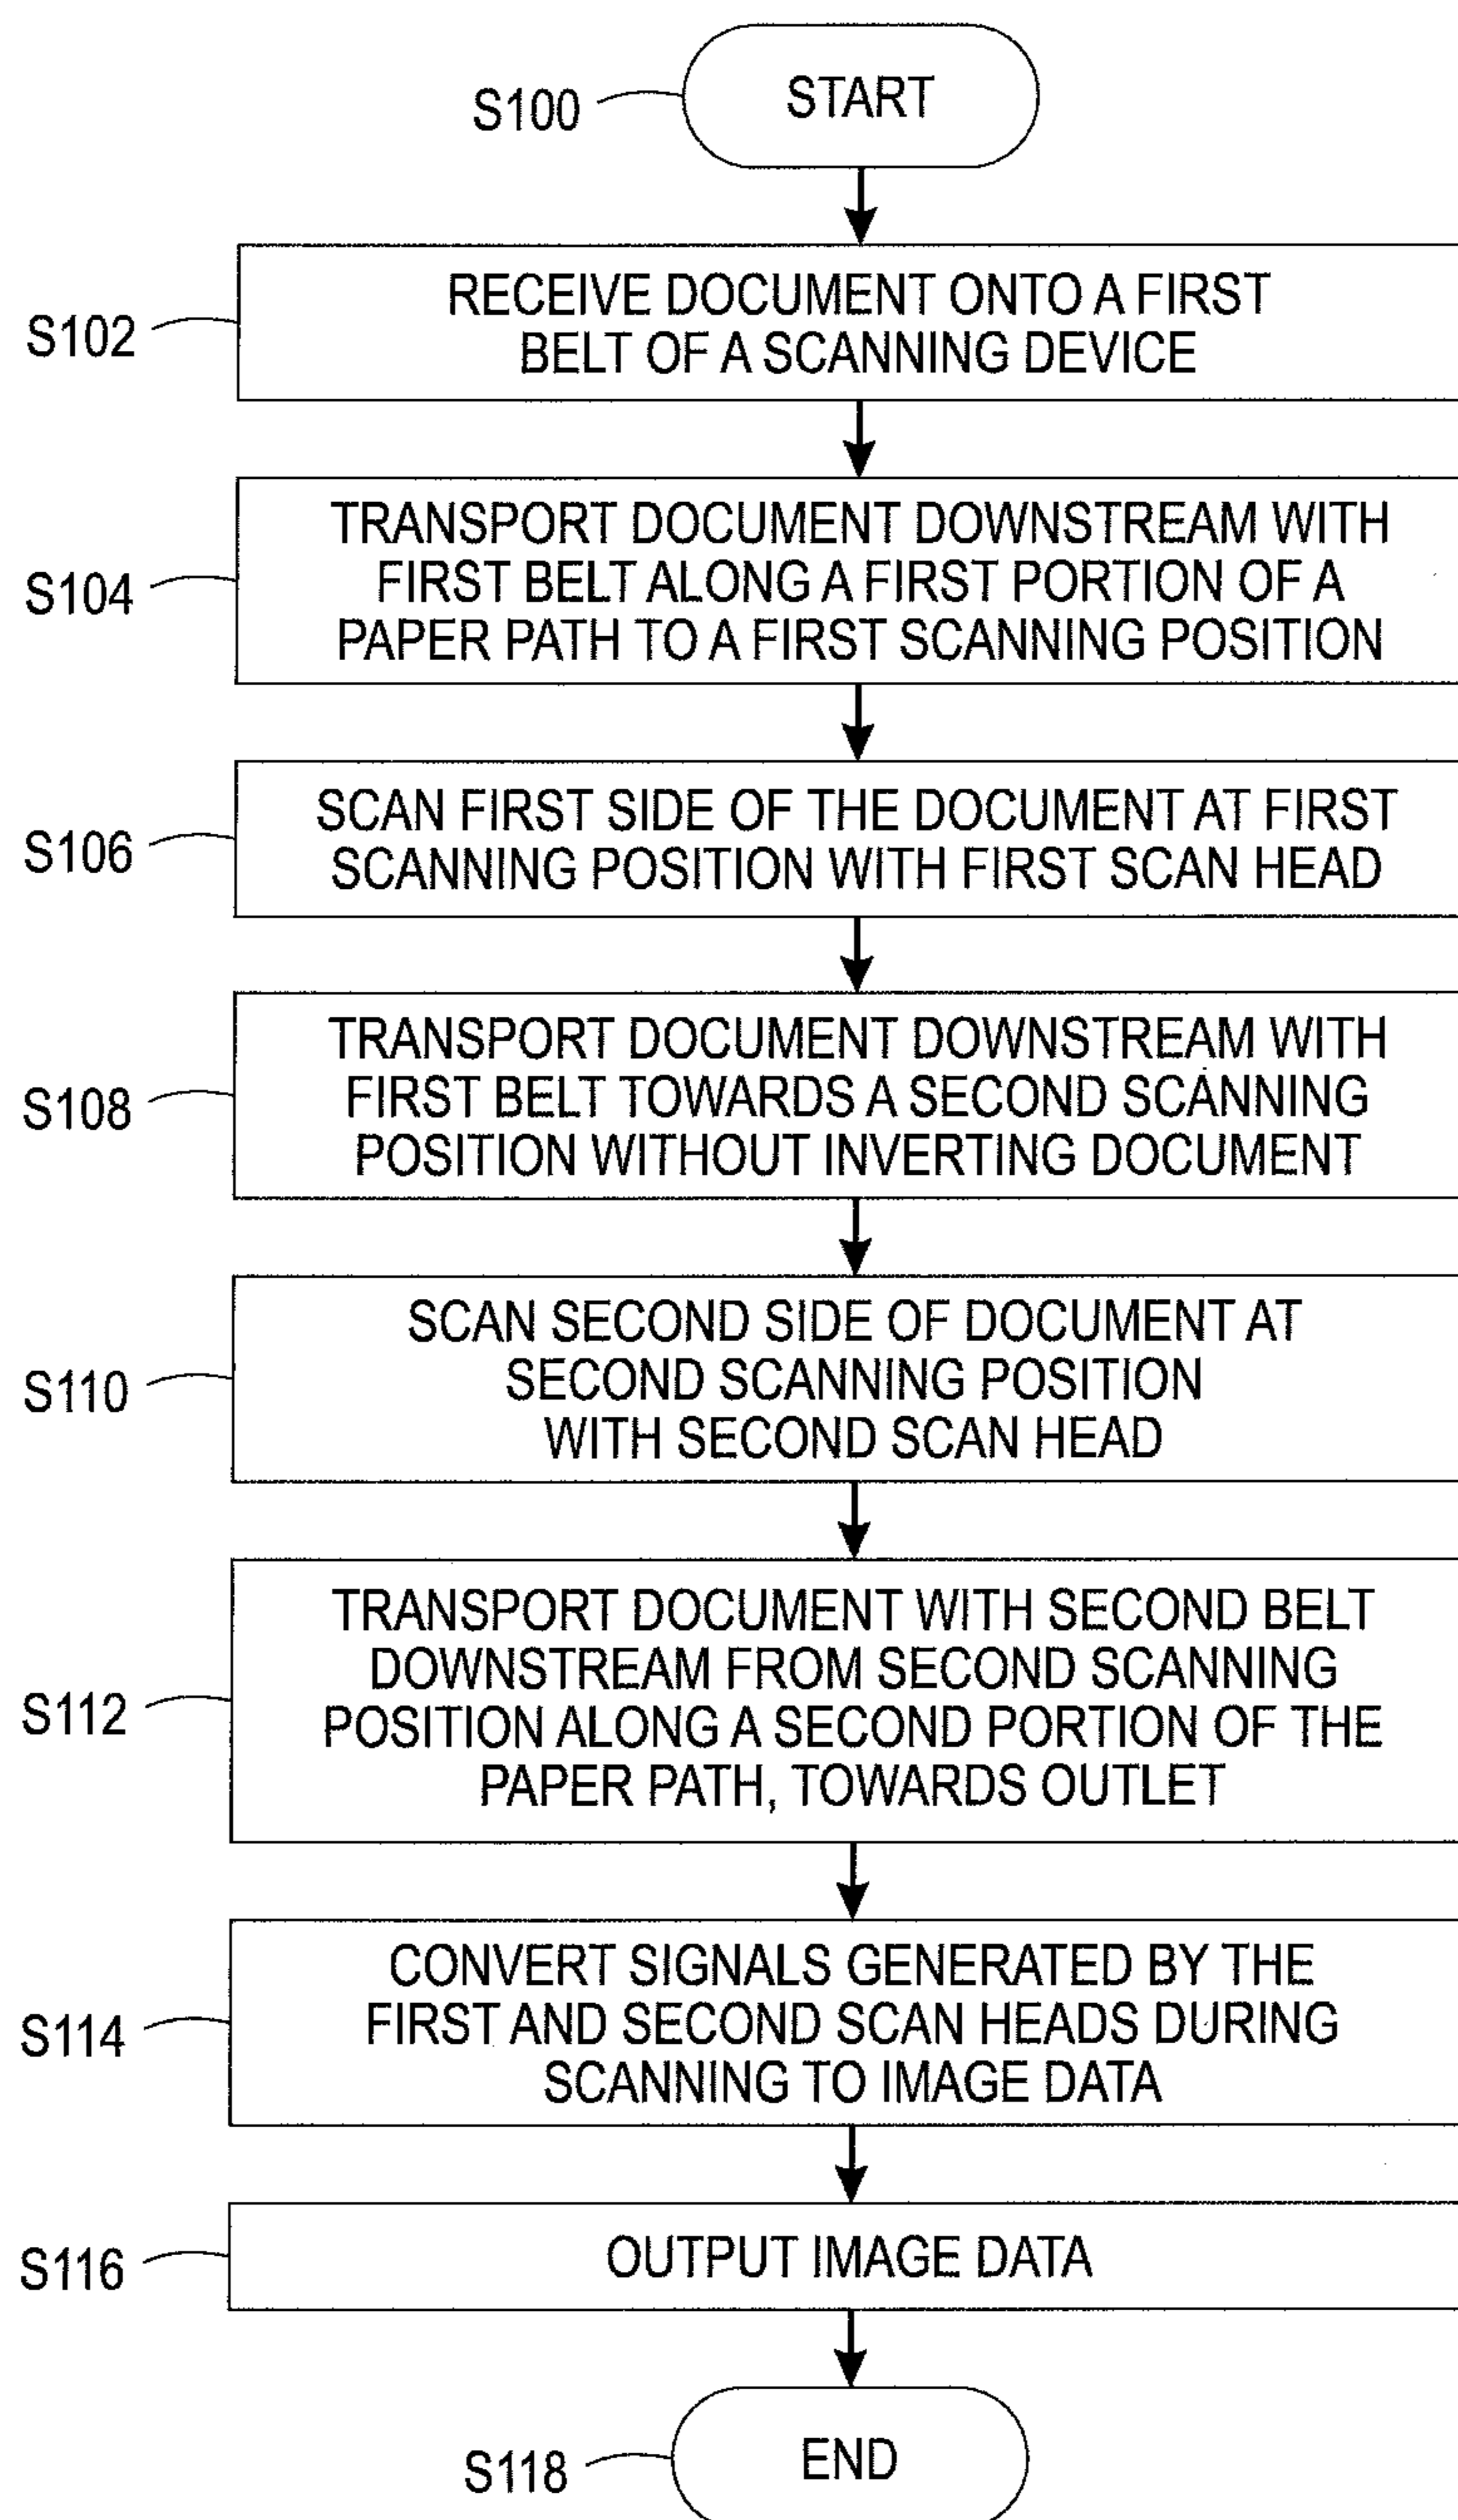 S100
START
S102
RECEIVE DOCUMENT ONTO A FIRST
BELT OF A SCANNING DEVICE
S104
TRANSPORT DOCUMENT DOWNSTREAM WITH
FIRST BELT ALONG A FIRST PORTION OF A
PAPER PATH TO A FIRST SCANNING POSITION
S106
SCAN FIRST SIDE OF THE DOCUMENT AT FIRST
SCANNING POSITION WITH FIRST SCAN HEAD
S108
TRANSPORT DOCUMENT DOWNSTREAM WITH
FIRST BELT TOWARDS A SECOND SCANNING
POSITION WITHOUT INVERTING DOCUMENT
S110
SCAN SECOND SIDE OF DOCUMENT AT
SECOND SCANNING POSITION
WITH SECOND SCAN HEAD
S112
TRANSPORT DOCUMENT WITH SECOND BELT
DOWNSTREAM FROM SECOND SCANNING
POSITION ALONG A SECOND PORTION OF THE
PAPER PATH, TOWARDS OUTLET
S114
CONVERT SIGNALS GENERATED BY THE
FIRST AND SECOND SCAN HEADS DURING
SCANNING TO IMAGE DATA
S116
OUTPUT IMAGE DATA
S118
END